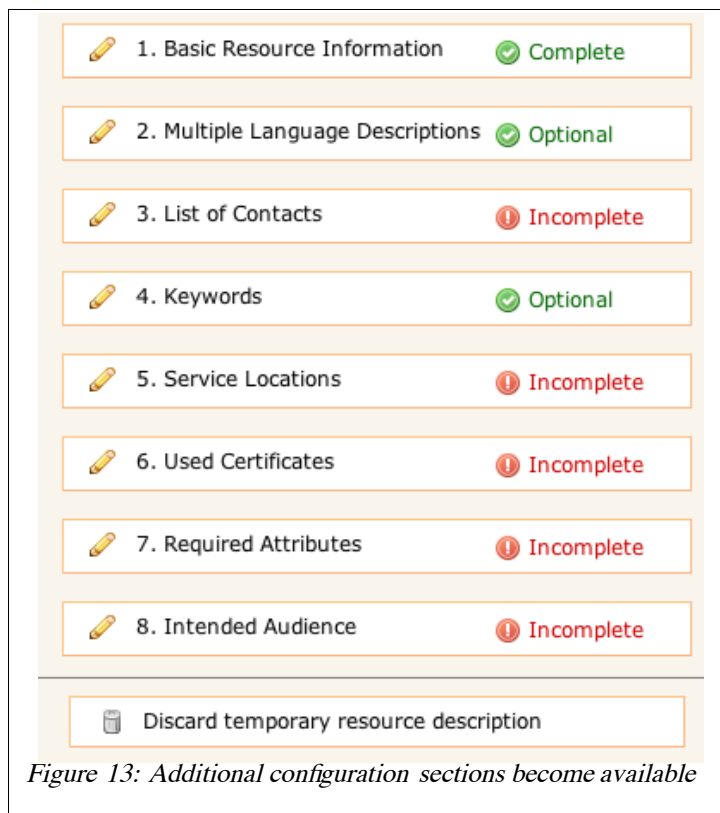 1. Basic Resource Information Complete
2. Multiple Language Descriptions Optional
3. List of Contacts Incomplete
4. Keywords Optional
5. Service Locations Incomplete
6. Used Certificates Incomplete
7. Required Attributes Incomplete
8. Intended Audience Incomplete
Discard temporary resource description
Figure 13: Additional configuration sections become available